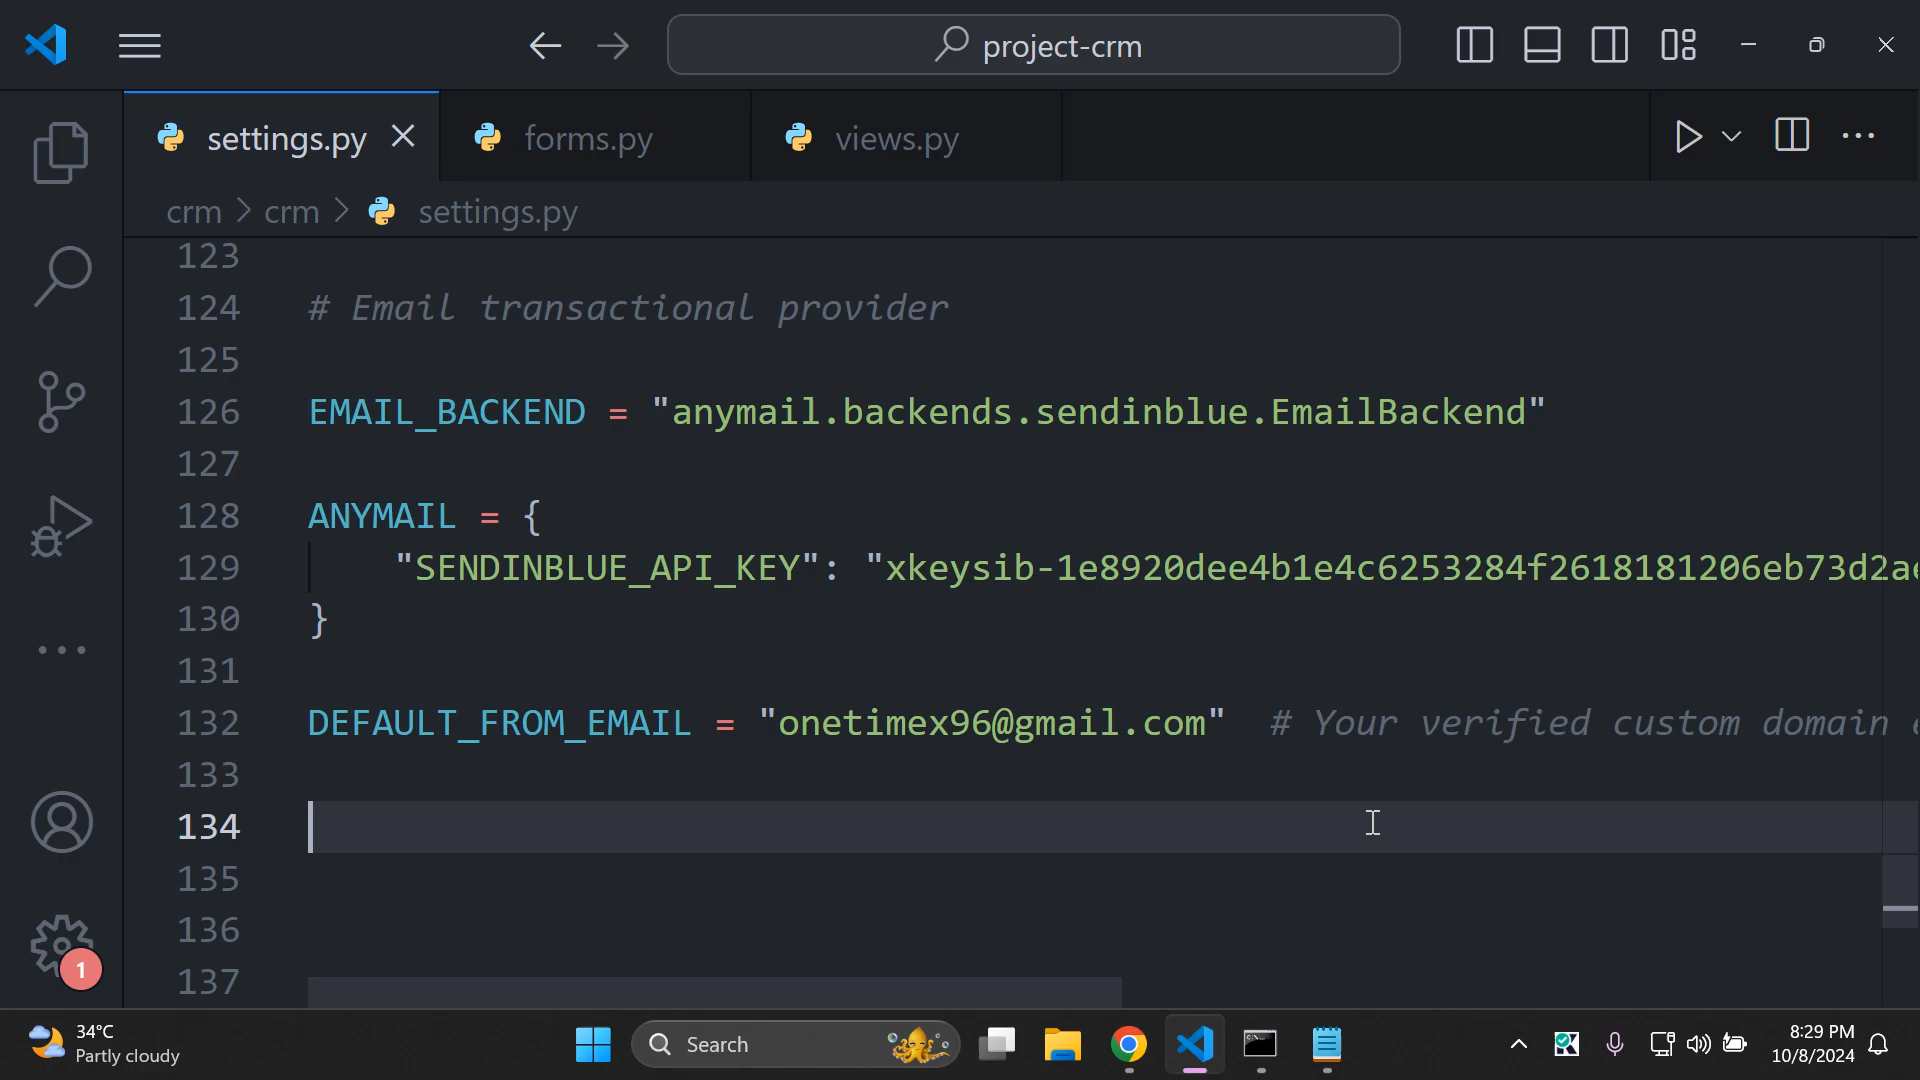 project-crm
settings.py
forms.py
views.py
crm > crm > settings.py
123
124 # Email transactional provider
125
126 EMAIL_BACKEND = "anymail.backends.sendinblue.EmailBackend"
127
128 ANYMAIL = {
129 "SENDINBLUE_API_KEY": "xkeysib-1e8920dee4b1e4c6253284f2618181206eb73d2a
130 }
131
132 DEFAULT_FROM_EMAIL = "onetimex96@gmail.com" # Your verified custom domain
133
134
135
136
137
1
34°C
Partly cloudy
Search
8:29 PM
10/8/2024